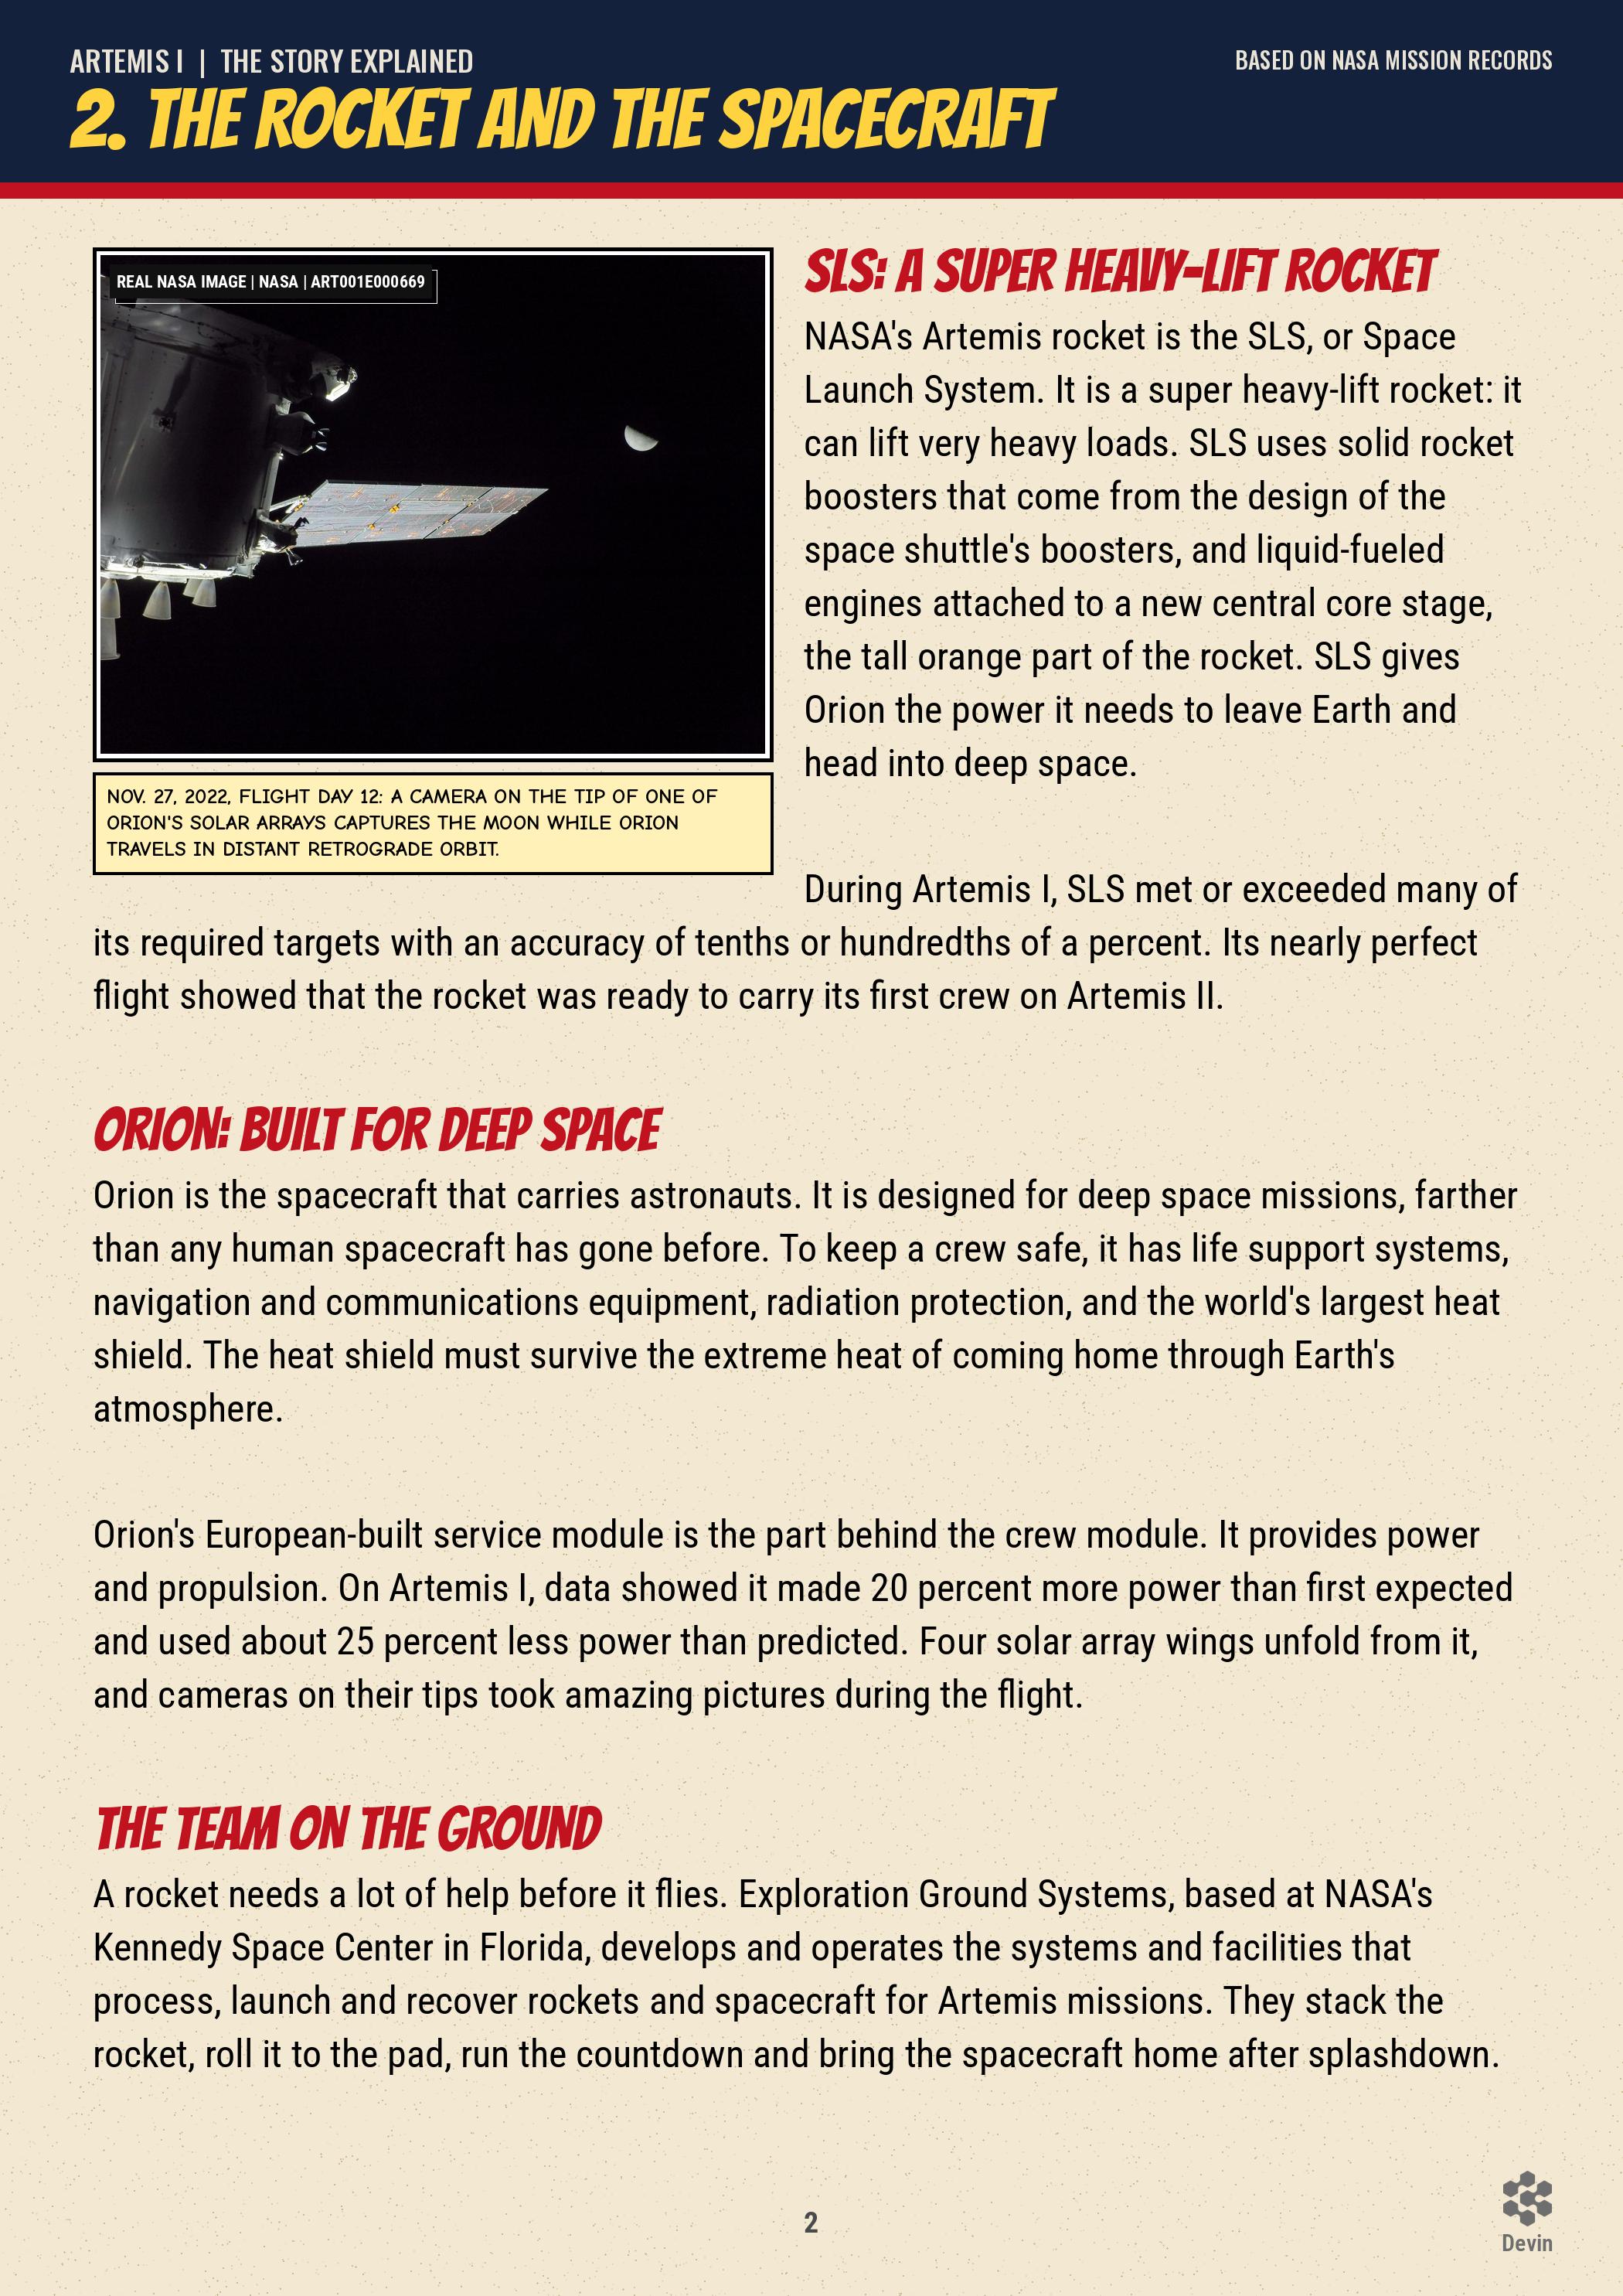 ARTEMIS I | THE STORY EXPLAINED
BASED ON NASA MISSION RECORDS
2. THE ROCKET AND THE SPACECRAFT
REAL NASA IMAGE | NASA | ART001E000669
NOV. 27, 2022, FLIGHT DAY 12: A CAMERA ON THE TIP OF ONE OF
ORION'S SOLAR ARRAYS CAPTURES THE MOON WHILE ORION
TRAVELS IN DISTANT RETROGRADE ORBIT.
SLS: A SUPER HEAVY-LIFT ROCKET
NASA's Artemis rocket is the SLS, or Space
Launch System. It is a super heavy-lift rocket: it
can lift very heavy loads. SLS uses solid rocket
boosters that come from the design of the
space shuttle's boosters, and liquid-fueled
engines attached to a new central core stage,
the tall orange part of the rocket. SLS gives
Orion the power it needs to leave Earth and
head into deep space.
During Artemis I, SLS met or exceeded many of
its required targets with an accuracy of tenths or hundredths of a percent. Its nearly perfect
flight showed that the rocket was ready to carry its first crew on Artemis II.
ORION: BUILT FOR DEEP SPACE
Orion is the spacecraft that carries astronauts. It is designed for deep space missions, farther
than any human spacecraft has gone before. To keep a crew safe, it has life support systems,
navigation and communications equipment, radiation protection, and the world's largest heat
shield. The heat shield must survive the extreme heat of coming home through Earth's
atmosphere.
Orion's European-built service module is the part behind the crew module. It provides power
and propulsion. On Artemis I, data showed it made 20 percent more power than first expected
and used about 25 percent less power than predicted. Four solar array wings unfold from it,
and cameras on their tips took amazing pictures during the flight.
THE TEAM ON THE GROUND
A rocket needs a lot of help before it flies. Exploration Ground Systems, based at NASA's
Kennedy Space Center in Florida, develops and operates the systems and facilities that
process, launch and recover rockets and spacecraft for Artemis missions. They stack the
rocket, roll it to the pad, run the countdown and bring the spacecraft home after splashdown.
2
Devin